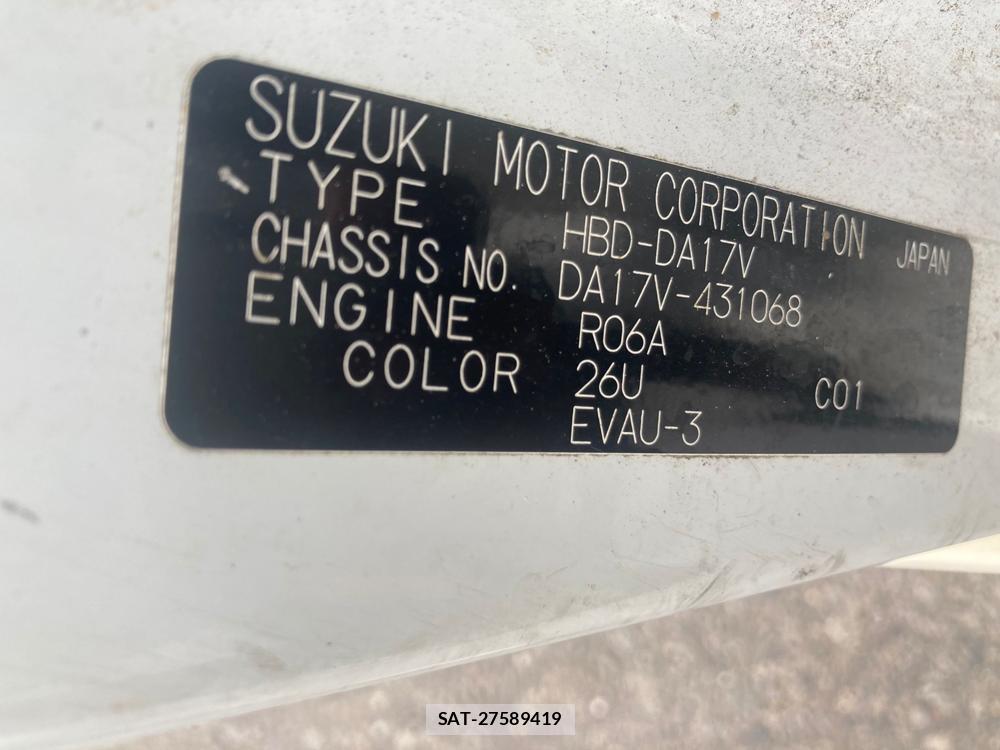 SUZUKI MOTOR CORPORATION JAPAN
TYPE HBD-DA17V
CHASSIS NO. DA17V-431068
ENGINE R06A
COLOR 26U C01
EVAU-3
SAT-27589419